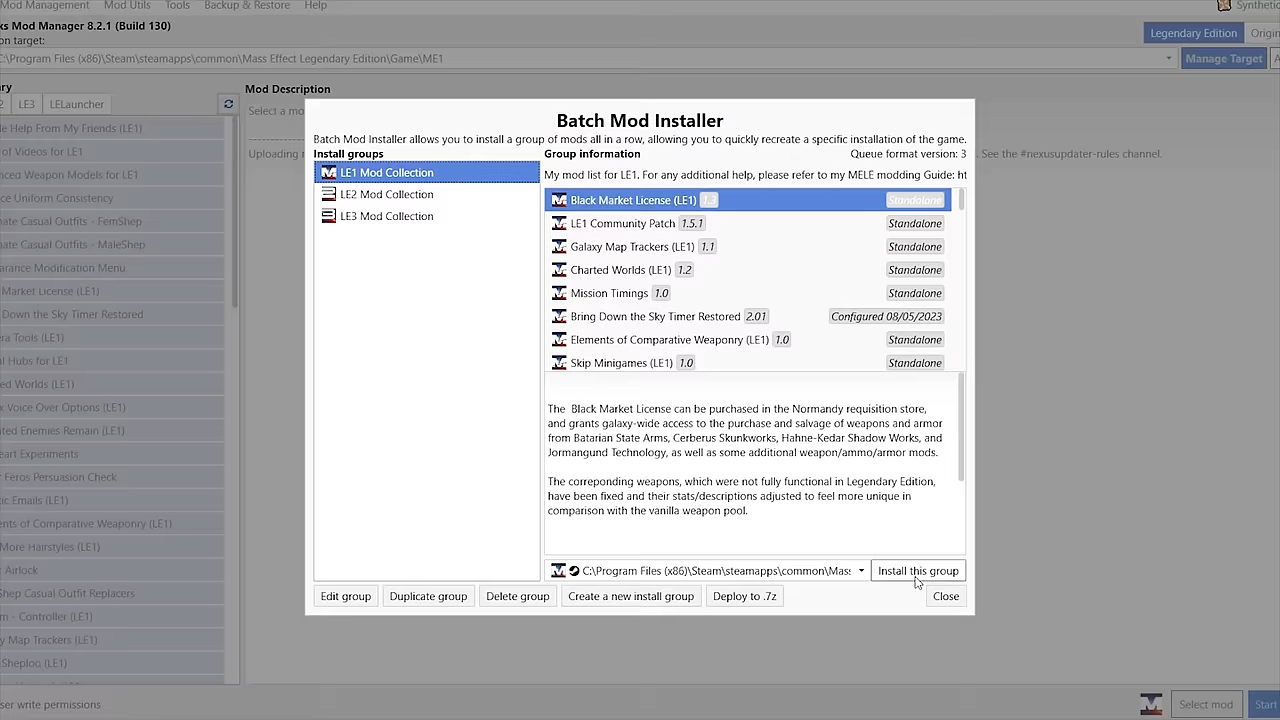 Mod Management Mod Utils Tools Backup & Restore Help
Mod Manager 8.2.1 (Build 130)
target:
Legendary Edition
C:\Program Files (x86)\Steam\steamapps\common\Mass Effect Legendary Edition\Game\ME1
Manage Target
LE3 LELauncher
Mod Description
Help From My Friends (LE1)
of Videos for LE1
Weapon Models for LE1
Uniform Consistency
Casual Outfits - FemShep
Casual Outfits - MaleShep
Modification Menu
Market License (LE1)
Down the Sky Timer Restored
Tools (LE1)
Hubs for LE1
Worlds (LE1)
Voice Over Options (LE1)
Enemies Remain (LE1)
Experiments
Feros Persuasion Check
Emails (LE1)
of Comparative Weaponry (LE1)
More Hairstyles (LE1)
Airlock
Casual Outfit Replacers
- Controller (LE1)
Map Trackers (LE1)
Sheploo (LE1)
write permissions
Select a
Uploading
See the #nexusupdater-rules channel.
Batch Mod Installer
Batch Mod Installer allows you to install a group of mods all in a row, allowing you to quickly recreate a specific installation of the game.
Install groups
LE1 Mod Collection
LE2 Mod Collection
LE3 Mod Collection
Group information Queue format version: 3
My mod list for LE1. For any additional help, please refer to my MELE modding Guide: ht
Black Market License (LE1) 1.3 Standalone
LE1 Community Patch 1.5.1 Standalone
Galaxy Map Trackers (LE1) 1.1 Standalone
Charted Worlds (LE1) 1.2 Standalone
Mission Timings 1.0 Standalone
Bring Down the Sky Timer Restored 2.01 Configured 08/05/2023
Elements of Comparative Weaponry (LE1) 1.0 Standalone
Skip Minigames (LE1) 1.0 Standalone
The Black Market License can be purchased in the Normandy requisition store,
and grants galaxy-wide access to the purchase and salvage of weapons and armor
from Batarian State Arms, Cerberus Skunkworks, Hahne-Kedar Shadow Works, and
Jormangund Technology, as well as some additional weapon/ammo/armor mods.
The correponding weapons, which were not fully functional in Legendary Edition,
have been fixed and their stats/descriptions adjusted to feel more unique in
comparison with the vanilla weapon pool.
C:\Program Files (x86)\Steam\steamapps\common\Mass
Install this group
Edit group Duplicate group Delete group Create a new install group Deploy to .7z Close
Select mod